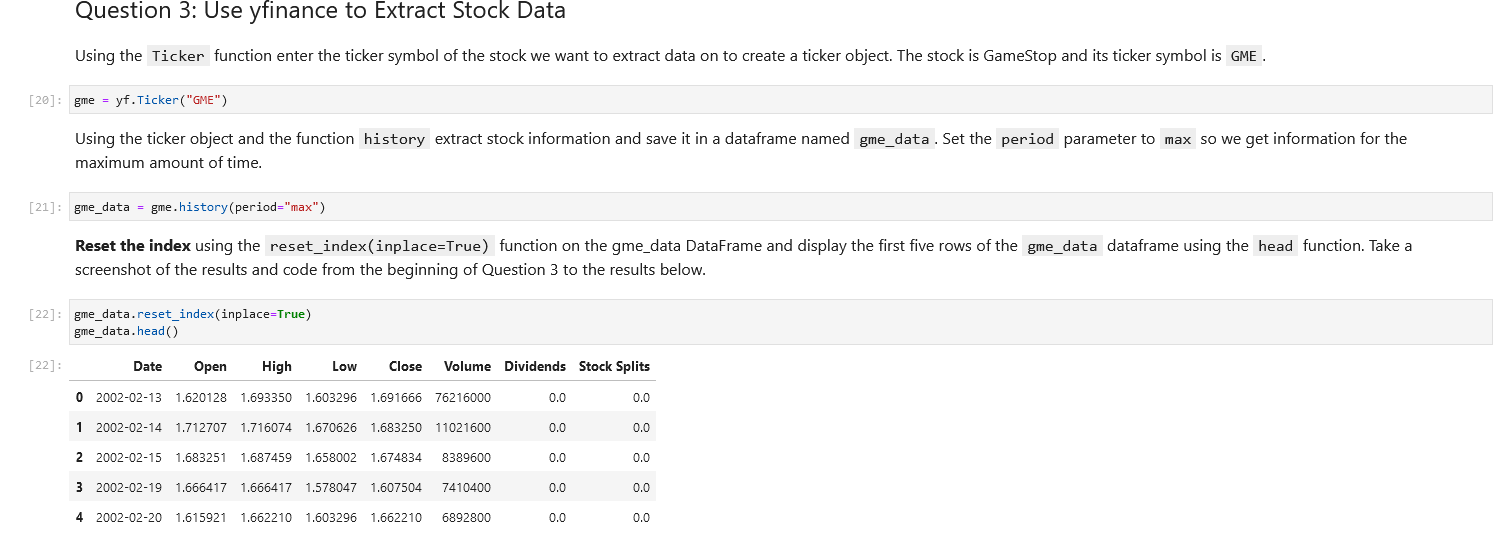 Question 3: Use yfinance to Extract Stock Data
Using the Ticker function enter the ticker symbol of the stock we want to extract data on to create a ticker object. The stock is GameStop and its ticker symbol is GME .
[20]: gme = yf.Ticker("GME")
Using the ticker object and the function history extract stock information and save it in a dataframe named gme_data . Set the period parameter to max so we get information for the
maximum amount of time.
[21]: gme_data = gme.history(period="max")
Reset the index using the reset_index(inplace=True) function on the gme_data DataFrame and display the first five rows of the gme_data dataframe using the head function. Take a
screenshot of the results and code from the beginning of Question 3 to the results below.
[22]: gme_data.reset_index(inplace=True)
gme_data.head()
[22]: Date Open High Low Close Volume Dividends Stock Splits
0 2002-02-13 1.620128 1.693350 1.603296 1.691666 76216000 0.0 0.0
1 2002-02-14 1.712707 1.716074 1.670626 1.683250 11021600 0.0 0.0
2 2002-02-15 1.683251 1.687459 1.658002 1.674834 8389600 0.0 0.0
3 2002-02-19 1.666417 1.666417 1.578047 1.607504 7410400 0.0 0.0
4 2002-02-20 1.615921 1.662210 1.603296 1.662210 6892800 0.0 0.0